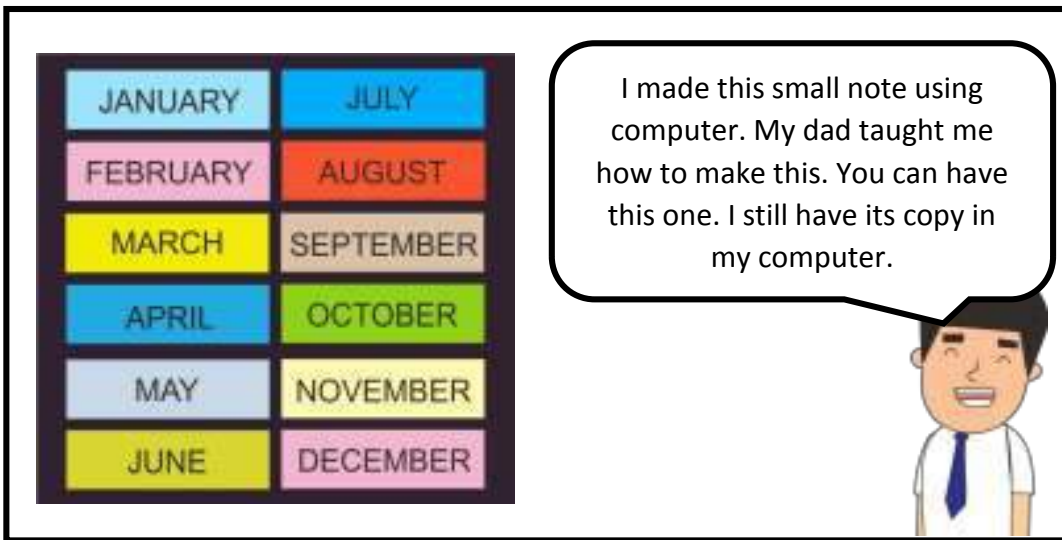 JANUARY JULY
FEBRUARY AUGUST
MARCH SEPTEMBER
APRIL OCTOBER
MAY NOVEMBER
JUNE DECEMBER
I made this small note using
computer. My dad taught me
how to make this. You can have
this one. I still have its copy in
my computer.